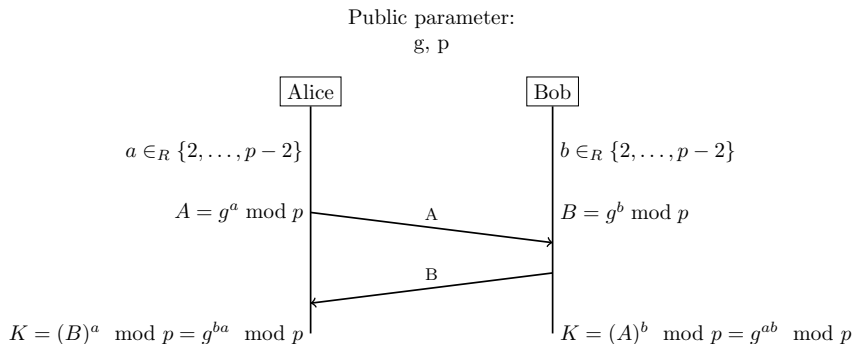 Public parameter:
g, p
Alice Bob
a ∈_R {2, . . . , p − 2} b ∈_R {2, . . . , p − 2}
A = g^a mod p A B = g^b mod p
B
K = (B)^a mod p = g^{ba} mod p K = (A)^b mod p = g^{ab} mod p